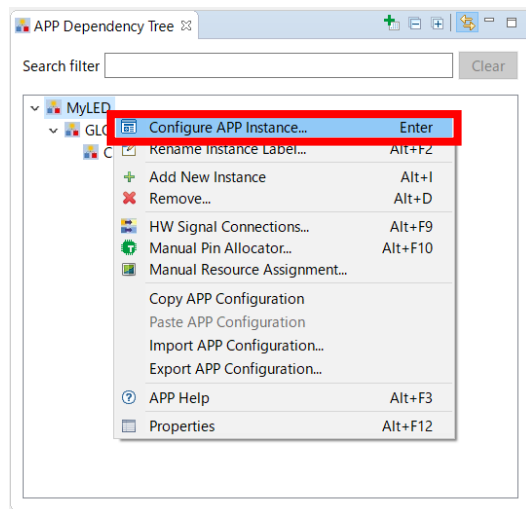 APP Dependency Tree
Search filter
Clear
MyLED
GLO
Configure APP Instance... Enter
C
Rename Instance Label... Alt+F2
Add New Instance Alt+I
Remove... Alt+D
HW Signal Connections... Alt+F9
Manual Pin Allocator... Alt+F10
Manual Resource Assignment...
Copy APP Configuration
Paste APP Configuration
Import APP Configuration...
Export APP Configuration...
APP Help Alt+F3
Properties Alt+F12